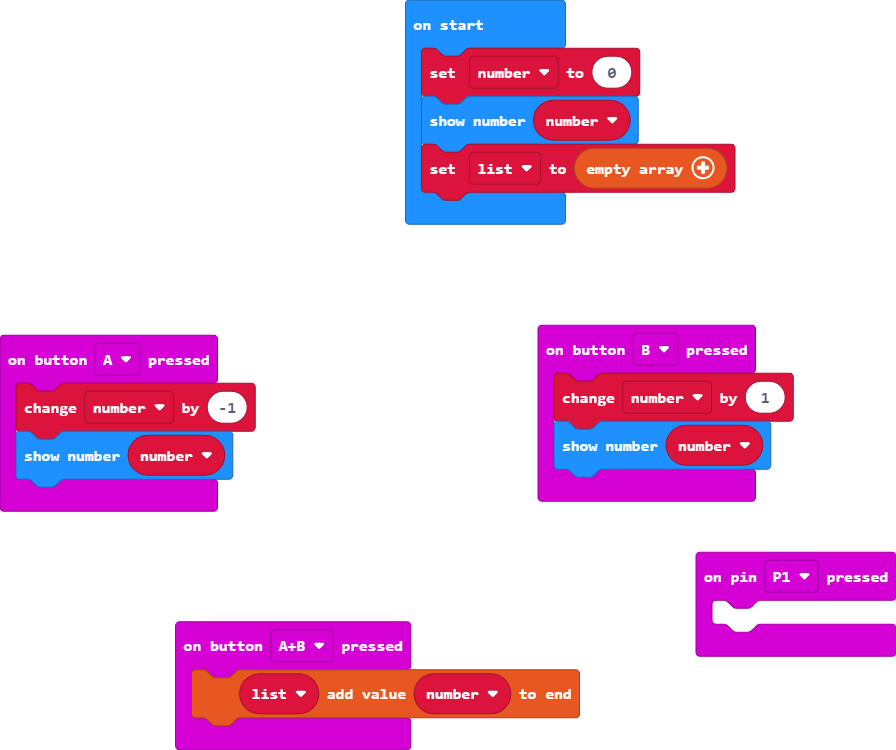 on start
set number to 0
show number number
set list to empty array
on button A pressed
change number by -1
show number number
on button B pressed
change number by 1
show number number
on pin P1 pressed
on button A+B pressed
list add value number to end